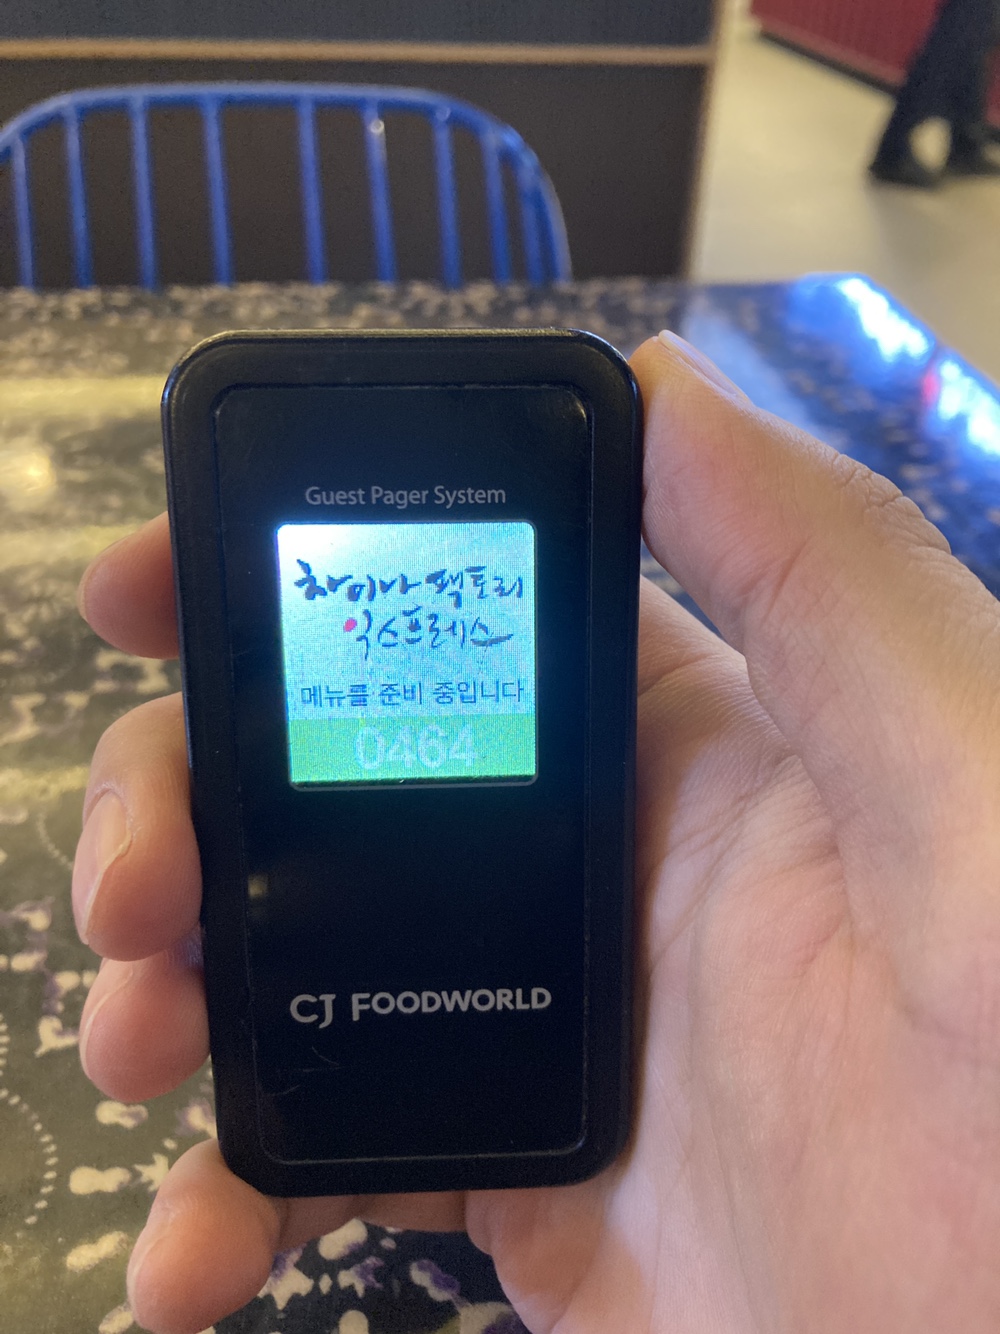 Guest Pager System
차이나 팩토리
익스프레스
메뉴를 준비 중입니다
0464
CJ FOODWORLD